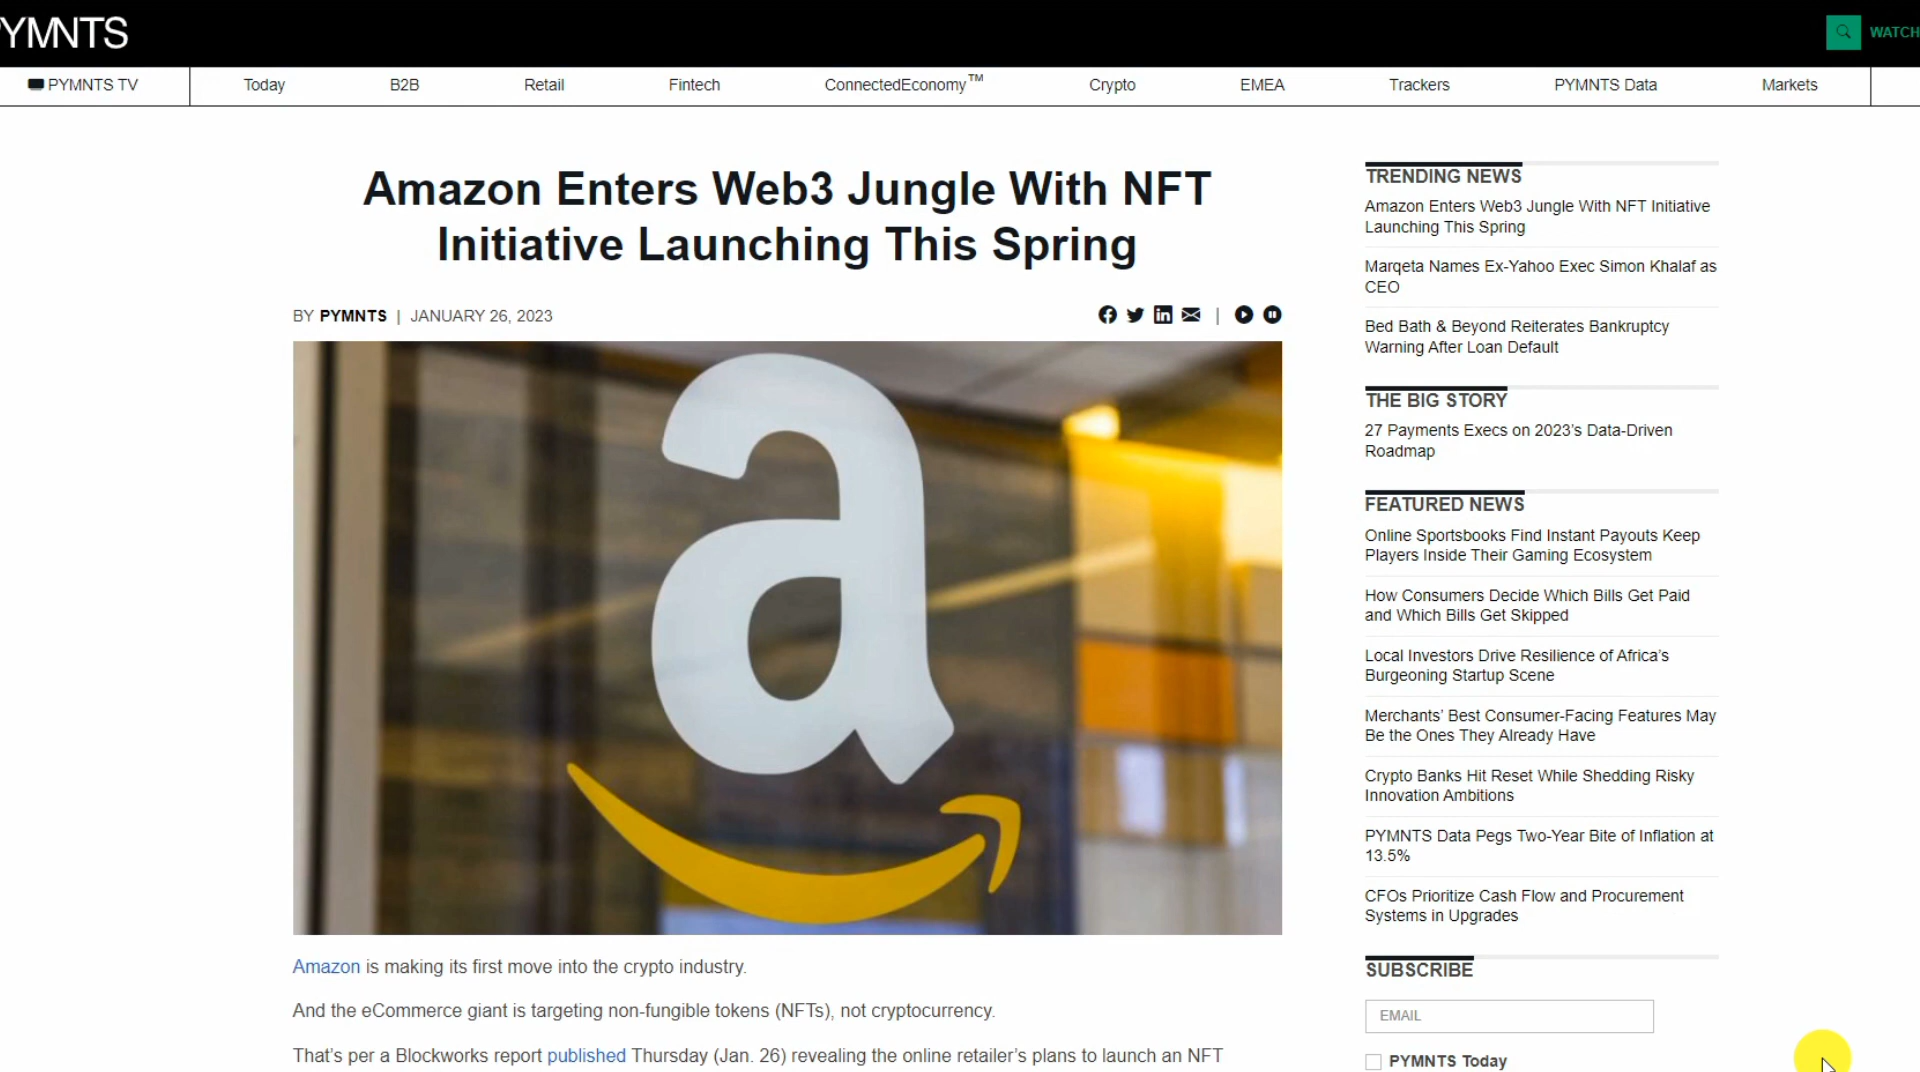 YMNTS
WATCH
PYMNTS TV
Today
B2B
Retail
Fintech
ConnectedEconomy™
Crypto
EMEA
Trackers
PYMNTS Data
Markets
Amazon Enters Web3 Jungle With NFT
Initiative Launching This Spring
BY PYMNTS | JANUARY 26, 2023
a
Amazon is making its first move into the crypto industry.
And the eCommerce giant is targeting non-fungible tokens (NFTs), not cryptocurrency.
That’s per a Blockworks report published Thursday (Jan. 26) revealing the online retailer’s plans to launch an NFT
TRENDING NEWS
Amazon Enters Web3 Jungle With NFT Initiative
Launching This Spring
Marqeta Names Ex-Yahoo Exec Simon Khalaf as
CEO
Bed Bath & Beyond Reiterates Bankruptcy
Warning After Loan Default
THE BIG STORY
27 Payments Execs on 2023’s Data-Driven
Roadmap
FEATURED NEWS
Online Sportsbooks Find Instant Payouts Keep
Players Inside Their Gaming Ecosystem
How Consumers Decide Which Bills Get Paid
and Which Bills Get Skipped
Local Investors Drive Resilience of Africa’s
Burgeoning Startup Scene
Merchants’ Best Consumer-Facing Features May
Be the Ones They Already Have
Crypto Banks Hit Reset While Shedding Risky
Innovation Ambitions
PYMNTS Data Pegs Two-Year Bite of Inflation at
13.5%
CFOs Prioritize Cash Flow and Procurement
Systems in Upgrades
SUBSCRIBE
EMAIL
PYMNTS Today